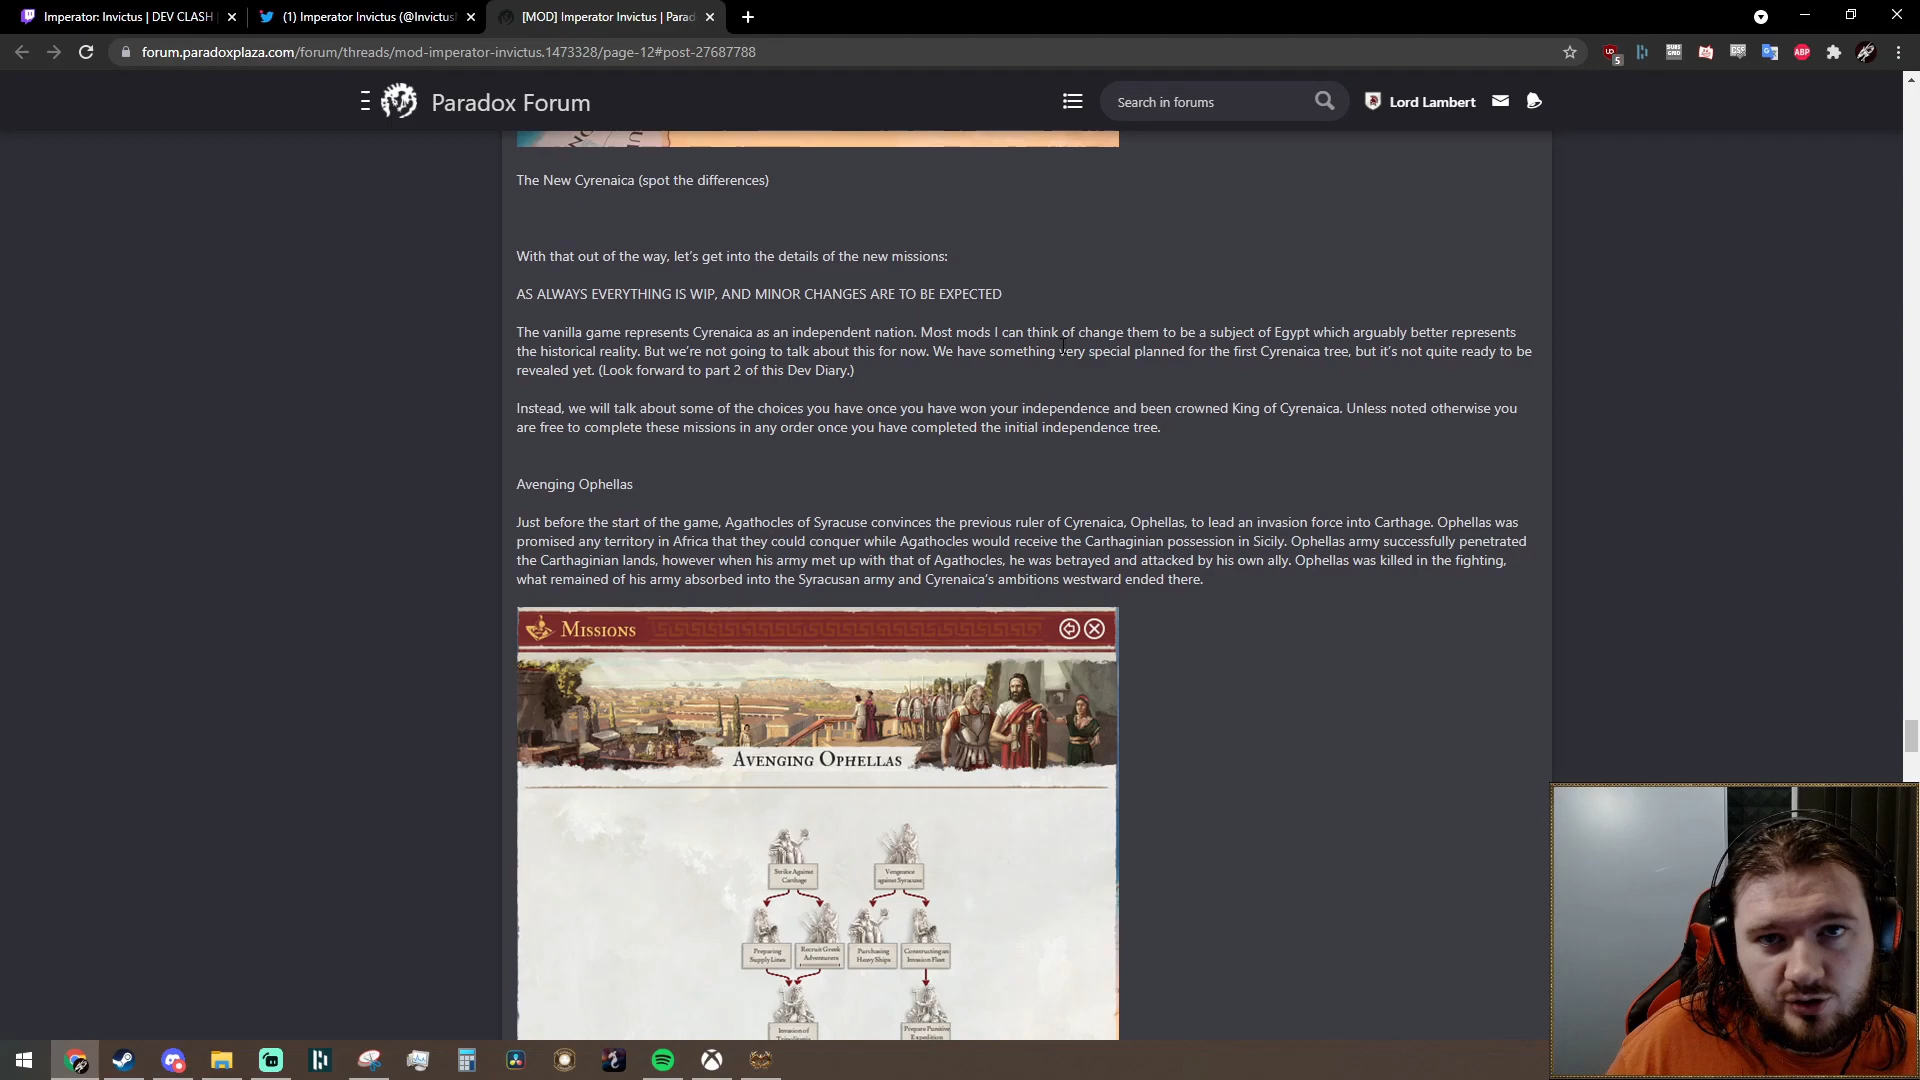 Imperator: Invictus | DEV CLASH
(1) Imperator Invictus (@Invictus
[MOD] Imperator Invictus | Parad
forum.paradoxplaza.com/forum/threads/mod-imperator-invictus.1473328/page-12#post-27687788
5
Paradox Forum
Search in forums
Lord Lambert
The New Cyrenaica (spot the differences)
With that out of the way, let's get into the details of the new missions:
AS ALWAYS EVERYTHING IS WIP, AND MINOR CHANGES ARE TO BE EXPECTED
The vanilla game represents Cyrenaica as an independent nation. Most mods I can think of change them to be a subject of Egypt which arguably better represents
the historical reality. But we're not going to talk about this for now. We have something very special planned for the first Cyrenaica tree, but it's not quite ready to be
revealed yet. (Look forward to part 2 of this Dev Diary.)
Instead, we will talk about some of the choices you have once you have won your independence and been crowned King of Cyrenaica. Unless noted otherwise you
are free to complete these missions in any order once you have completed the initial independence tree.
Avenging Ophellas
Just before the start of the game, Agathocles of Syracuse convinces the previous ruler of Cyrenaica, Ophellas, to lead an invasion force into Carthage. Ophellas was
promised any territory in Africa that they could conquer while Agathocles would receive the Carthaginian possession in Sicily. Ophellas army successfully penetrated
the Carthaginian lands, however when his army met up with that of Agathocles, he was betrayed and attacked by his own ally. Ophellas was killed in the fighting,
what remained of his army absorbed into the Syracusan army and Cyrenaica's ambitions westward ended there.
MISSIONS
AVENGING OPHELLAS
Strike Against
Carthage
Vengeance
against Syracuse
Preparing
Supply Lines
Recruit Greek
Adventurers
Purchasing
Heavy Ships
Constructing an
Invasion Fleet
Invasion of
Tripolitania
Prepare Punitive
Expedition